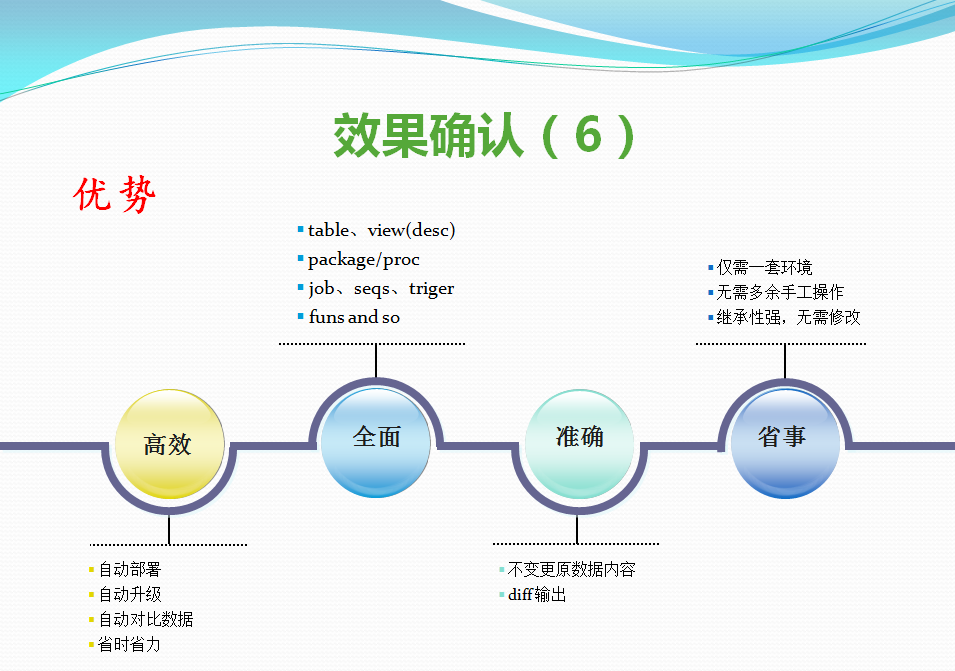 效果确认（6）
优势
table、view(desc)
package/proc
job、seqs、triger
funs and so
仅需一套环境
无需多余手工操作
继承性强，无需修改
高效
全面
准确
省事
自动部署
自动升级
自动对比数据
省时省力
不变更原数据内容
diff输出